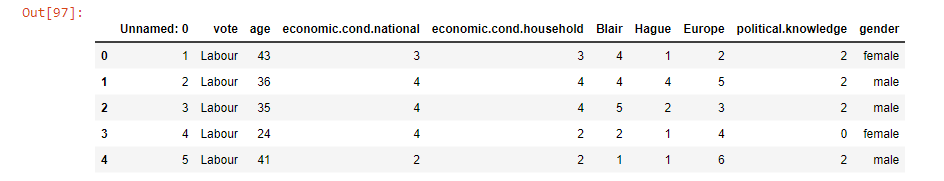 Out[97]:
Unnamed: 0 vote age economic.cond.national economic.cond.household Blair Hague Europe political.knowledge gender
0 1 Labour 43 3 3 4 1 2 2 female
1 2 Labour 36 4 4 4 4 5 2 male
2 3 Labour 35 4 4 5 2 3 2 male
3 4 Labour 24 4 2 2 1 4 0 female
4 5 Labour 41 2 2 1 1 6 2 male